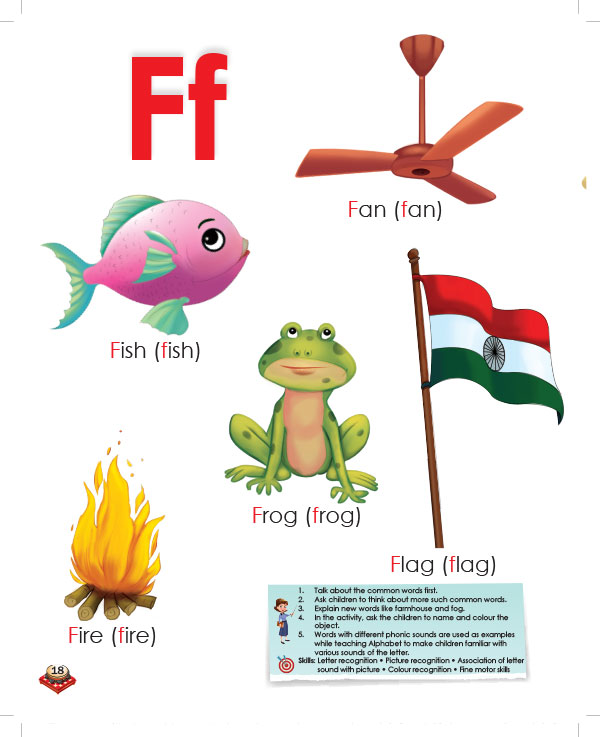 Ff
Fan (fan)
Fish (fish)
Frog (frog)
Flag (flag)
Fire (fire)
1. Talk about the common words first.
2. Ask children to think about more such common words.
3. Explain new words like farmhouse and fog.
4. In the activity, ask the children to name and colour the
object.
5. Words with different phonic sounds are used as examples
while teaching Alphabet to make children familiar with
various sounds of the letter.
Skills: Letter recognition • Picture recognition • Association of letter
sound with picture • Colour recognition • Fine motor skills
18